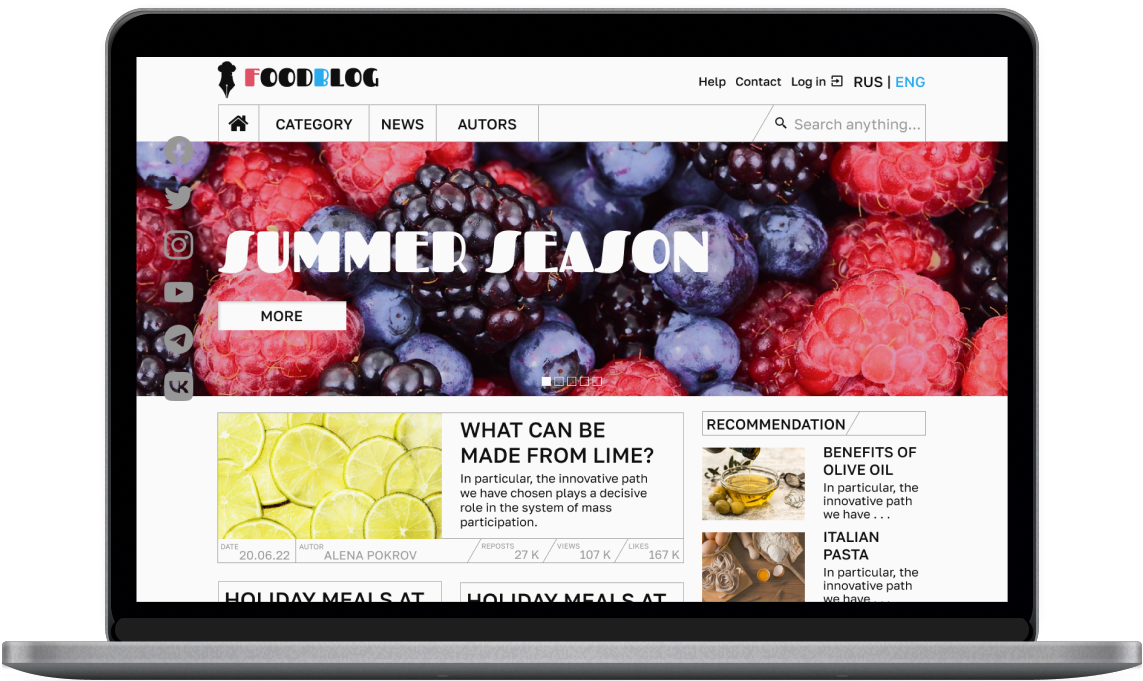 FOODBLOG
Help Contact Log in RUS | ENG
CATEGORY NEWS AUTORS Search anything...
SUMMER SEASON
MORE
WHAT CAN BE
MADE FROM LIME?
In particular, the innovative path
we have chosen plays a decisive
role in the system of mass
participation.
DATE 20.06.22 AUTOR ALENA POKROV REPOSTS 27 K VIEWS 107 K LIKES 167 K
HOLIDAY MEALS AT
HOLIDAY MEALS AT
RECOMMENDATION
BENEFITS OF
OLIVE OIL
In particular, the
innovative path
we have . . .
ITALIAN
PASTA
In particular, the
innovative path
we have . . .